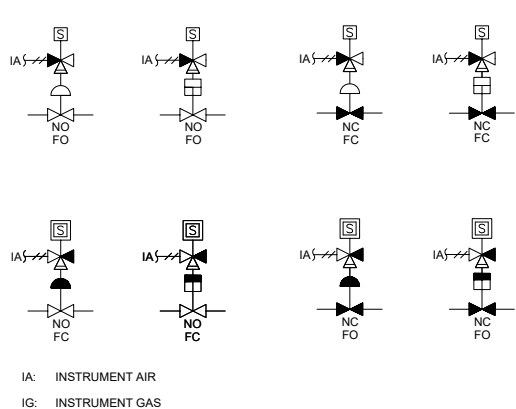 S S S S
IA IA IA IA
NO NO NC NC
FO FO FC FC
S S S S
IA IA IA IA
NO NO NC NC
FC FC FO FO
IA: INSTRUMENT AIR
IG: INSTRUMENT GAS